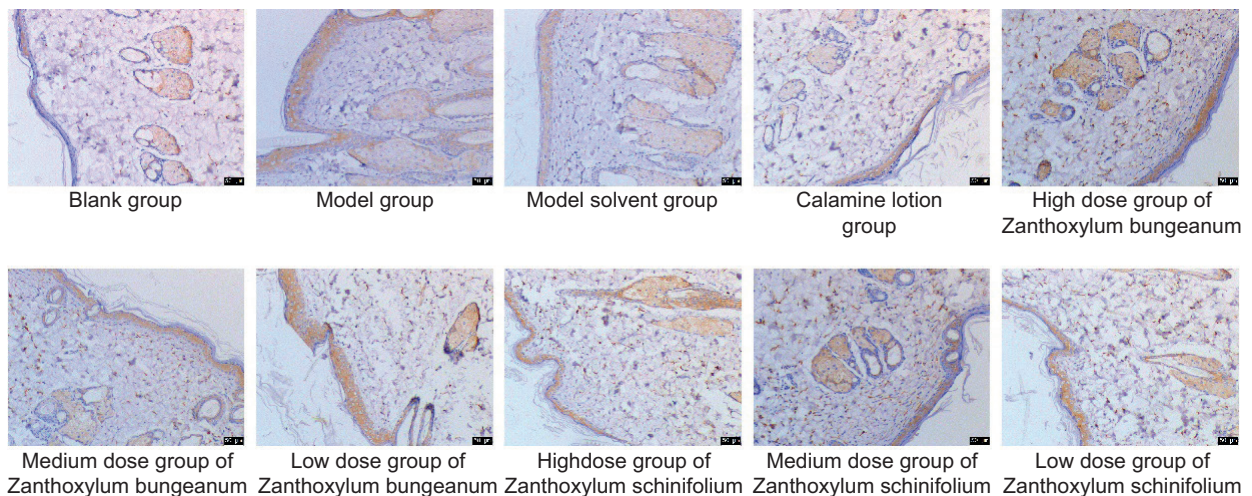 Blank group
Model group
Model solvent group
Calamine lotion
group
High dose group of
Zanthoxylum bungeanum
Medium dose group of
Zanthoxylum bungeanum
Low dose group of
Zanthoxylum bungeanum
Highdose group of
Zanthoxylum schinifolium
Medium dose group of
Zanthoxylum schinifolium
Low dose group of
Zanthoxylum schinifolium